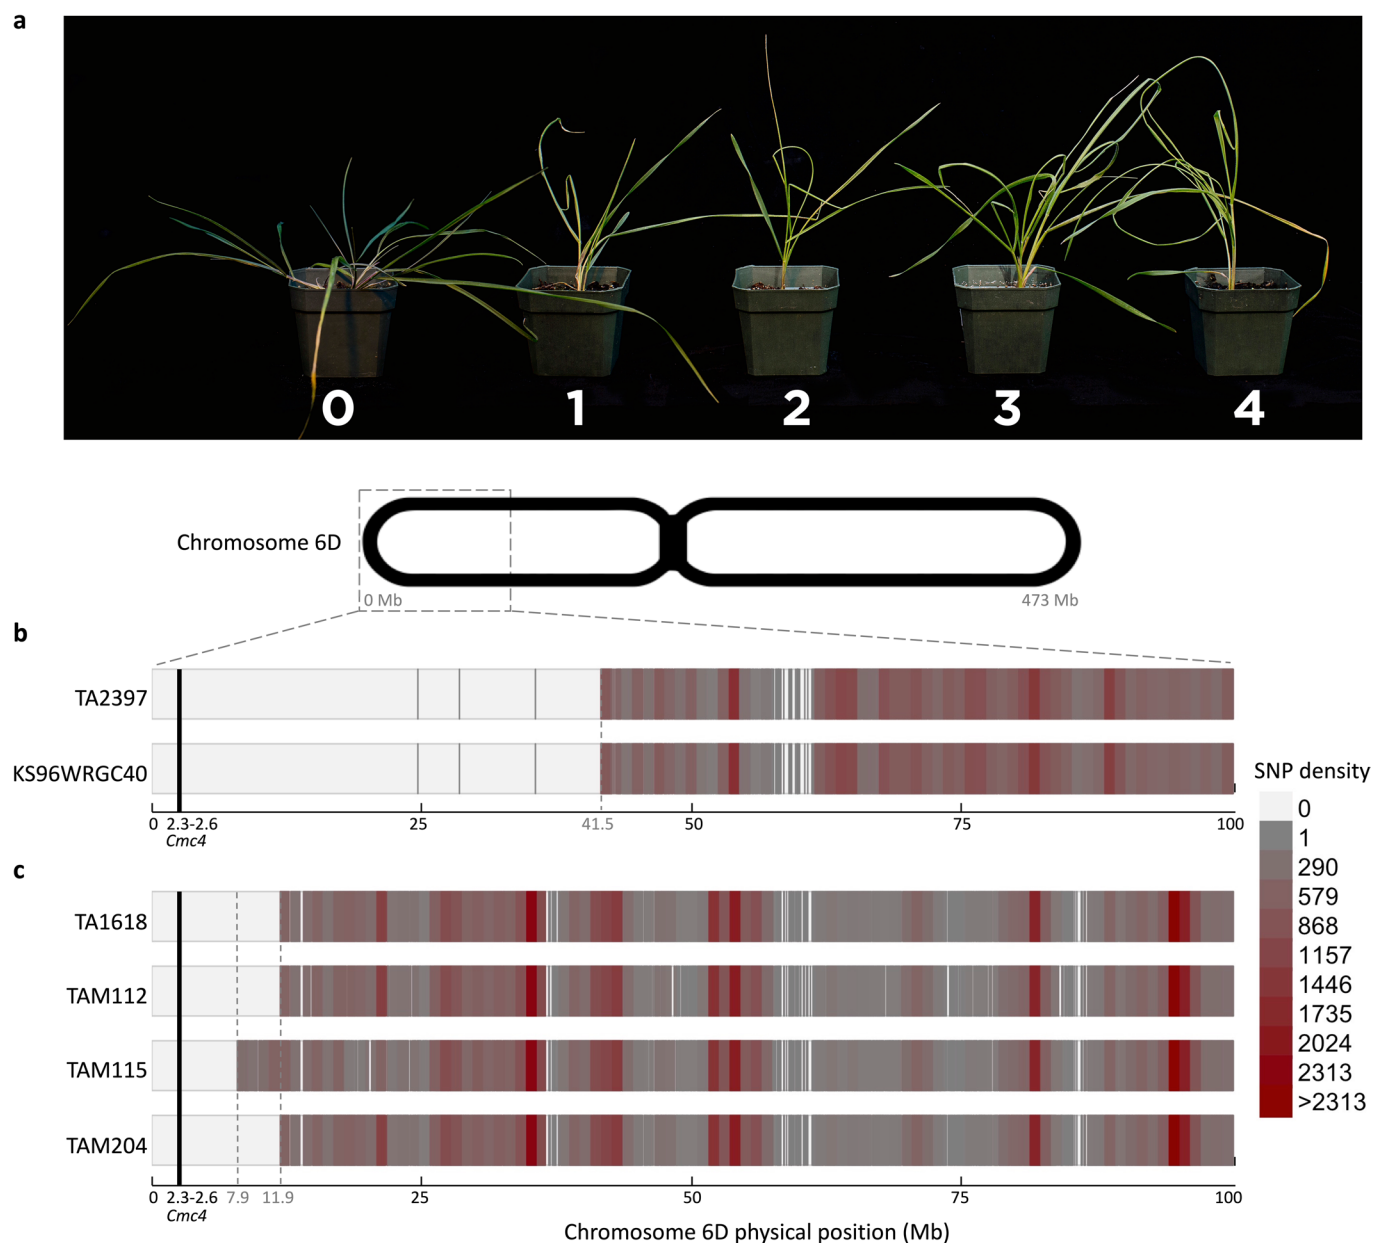 a
0 1 2 3 4
Chromosome 6D
0 Mb 473 Mb
b
TA2397
KS96WRGC40
0 2.3-2.6 25 41.5 50 75 100
Cmc4
SNP density
0
1
290
579
868
1157
1446
1735
2024
2313
>2313
c
TA1618
TAM112
TAM115
TAM204
0 2.3-2.6 7.9 11.9 25 50 75 100
Cmc4
Chromosome 6D physical position (Mb)